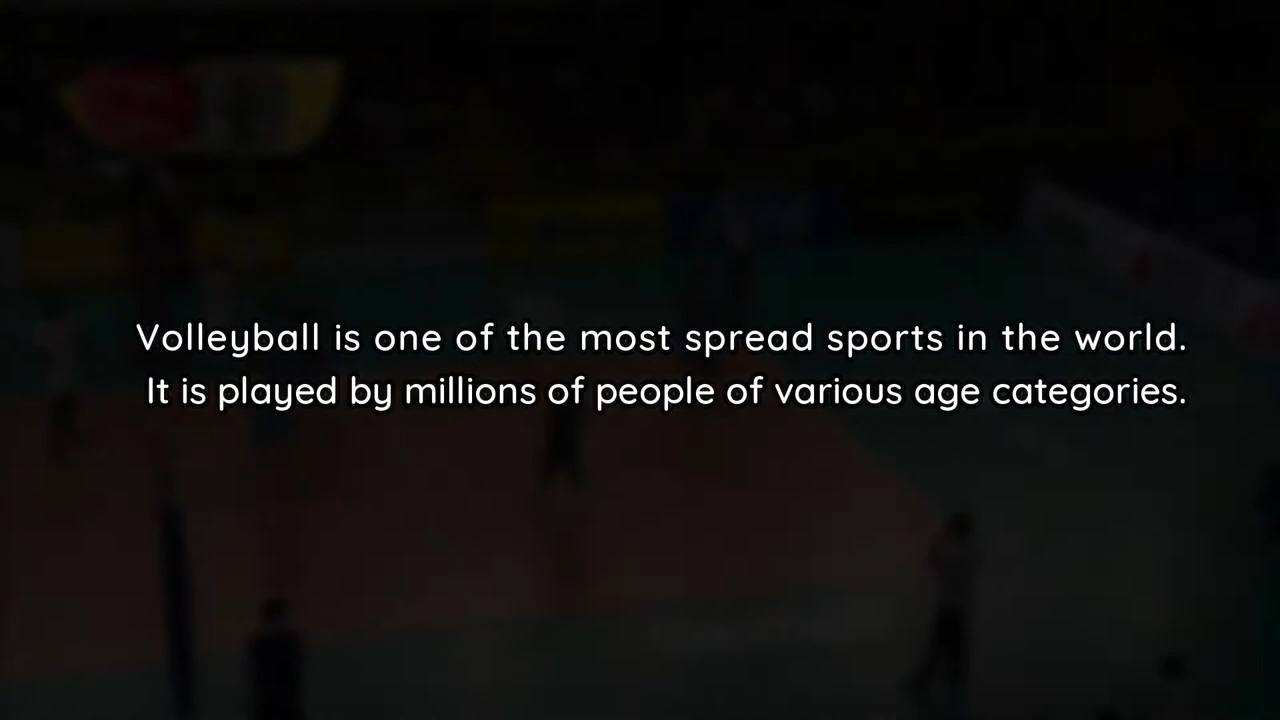 Volleyball is one of the most spread sports in the world.
It is played by millions of people of various age categories.